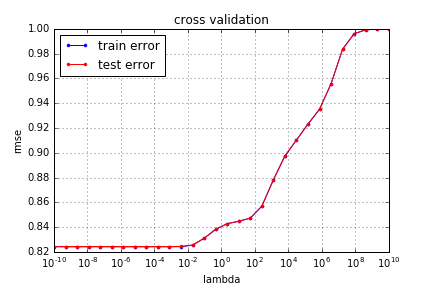 cross validation
1.00
train error
test error
0.98
0.96
0.94
0.92
0.90
0.88
0.86
0.84
0.82
rmse
10^-10 10^-8 10^-6 10^-4 10^-2 10^0 10^2 10^4 10^6 10^8 10^10
lambda